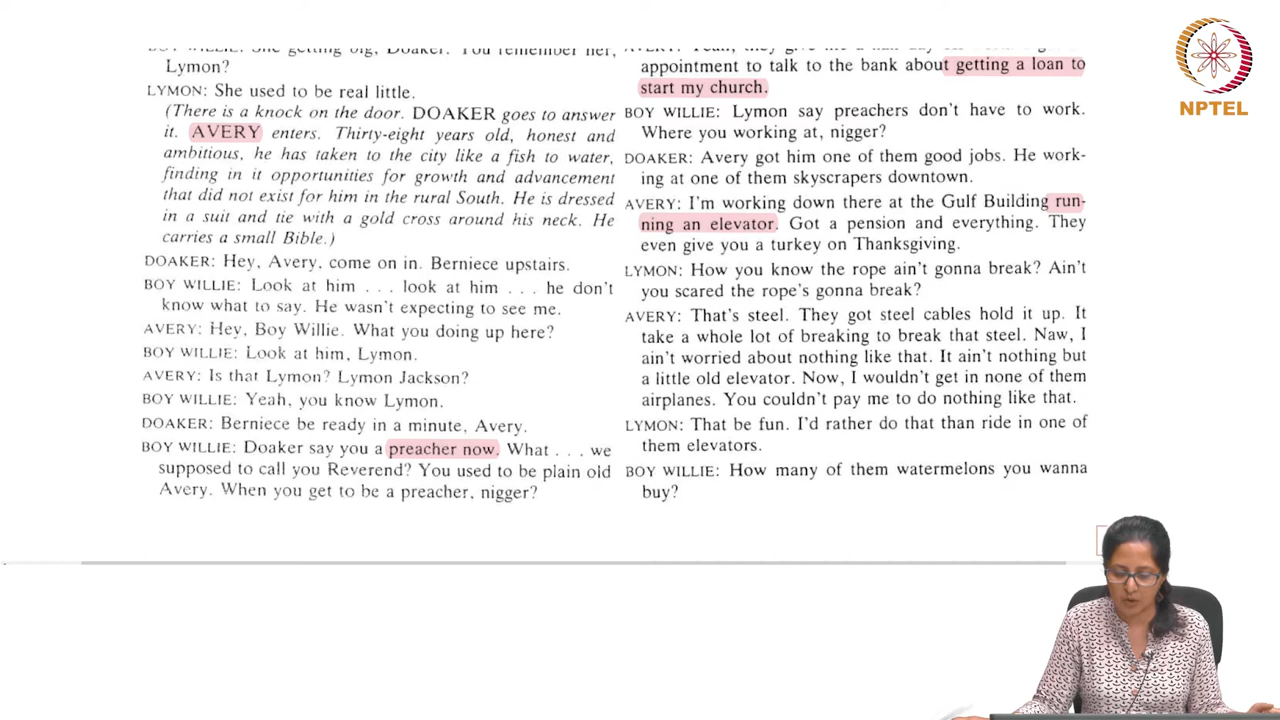 BOY WILLIE: She getting big, Doaker. You remember her,
Lymon?
LYMON: She used to be real little.
(There is a knock on the door. DOAKER goes to answer
it. AVERY enters. Thirty-eight years old, honest and
ambitious, he has taken to the city like a fish to water,
finding in it opportunities for growth and advancement
that did not exist for him in the rural South. He is dressed
in a suit and tie with a gold cross around his neck. He
carries a small Bible.)
DOAKER: Hey, Avery, come on in. Berniece upstairs.
BOY WILLIE: Look at him . . . look at him . . . he don't
know what to say. He wasn't expecting to see me.
AVERY: Hey, Boy Willie. What you doing up here?
BOY WILLIE: Look at him, Lymon.
AVERY: Is that Lymon? Lymon Jackson?
BOY WILLIE: Yeah, you know Lymon.
DOAKER: Berniece be ready in a minute, Avery.
BOY WILLIE: Doaker say you a preacher now. What . . . we
supposed to call you Reverend? You used to be plain old
Avery. When you get to be a preacher, nigger?
appointment to talk to the bank about getting a loan to
start my church.
BOY WILLIE: Lymon say preachers don't have to work.
Where you working at, nigger?
DOAKER: Avery got him one of them good jobs. He work-
ing at one of them skyscrapers downtown.
AVERY: I'm working down there at the Gulf Building run-
ning an elevator. Got a pension and everything. They
even give you a turkey on Thanksgiving.
LYMON: How you know the rope ain't gonna break? Ain't
you scared the rope's gonna break?
AVERY: That's steel. They got steel cables hold it up. It
take a whole lot of breaking to break that steel. Naw, I
ain't worried about nothing like that. It ain't nothing but
a little old elevator. Now, I wouldn't get in none of them
airplanes. You couldn't pay me to do nothing like that.
LYMON: That be fun. I'd rather do that than ride in one of
them elevators.
BOY WILLIE: How many of them watermelons you wanna
buy?
NPTEL